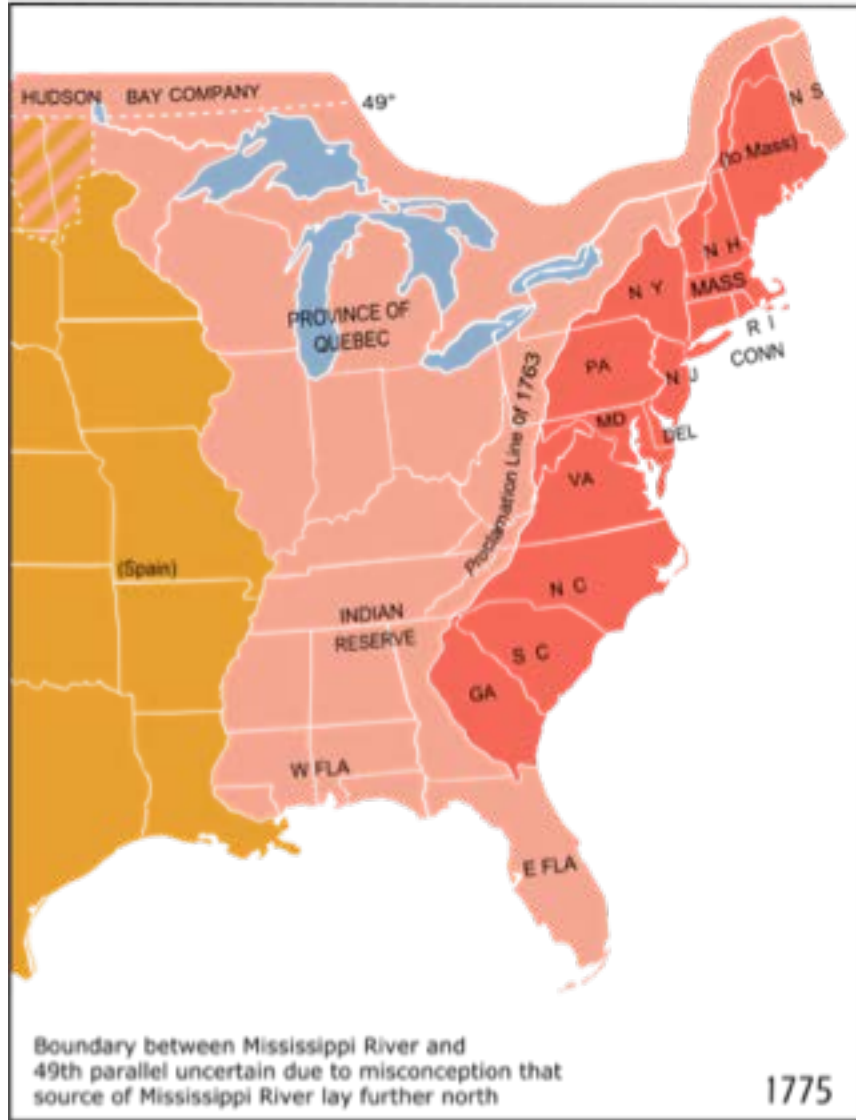 HUDSON BAY COMPANY
49°
N S
(to Mass)
N H
MASS
N Y
R I
CONN
PROVINCE OF
QUEBEC
PA
N J
MD
DEL
Proclamation Line of 1763
VA
(Spain)
N C
INDIAN
RESERVE
S C
GA
W FLA
E FLA
Boundary between Mississippi River and
49th parallel uncertain due to misconception that
source of Mississippi River lay further north
1775